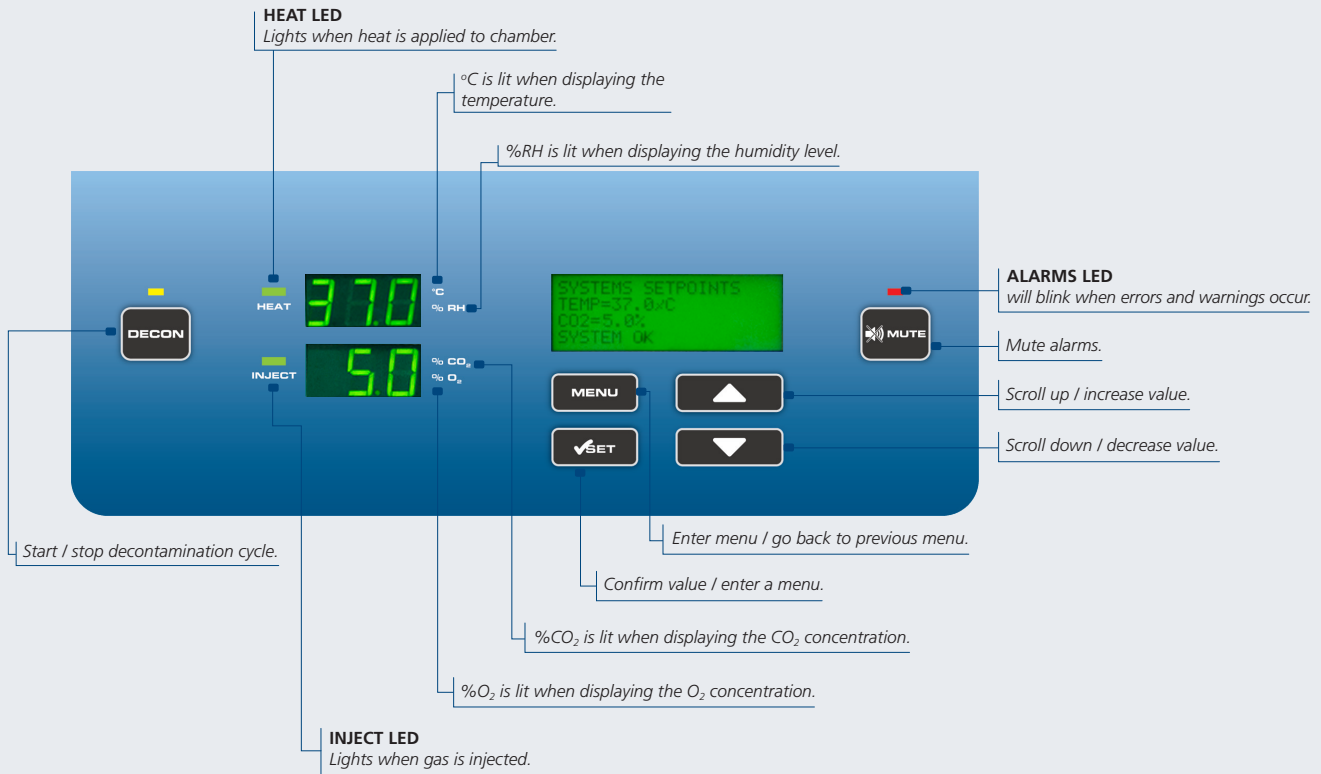 HEAT LED
Lights when heat is applied to chamber.
°C is lit when displaying the
temperature.
%RH is lit when displaying the humidity level.
DECON
HEAT
37.0
°C
% RH
INJECT
5.0
% CO₂
% O₂
SYSTEMS SETPOINTS
TEMP=37.0%C
CO2=5.0%
SYSTEM OK
MENU
SET
MUTE
ALARMS LED
will blink when errors and warnings occur.
Mute alarms.
Scroll up / increase value.
Scroll down / decrease value.
Start / stop decontamination cycle.
Enter menu / go back to previous menu.
Confirm value / enter a menu.
%CO₂ is lit when displaying the CO₂ concentration.
%O₂ is lit when displaying the O₂ concentration.
INJECT LED
Lights when gas is injected.